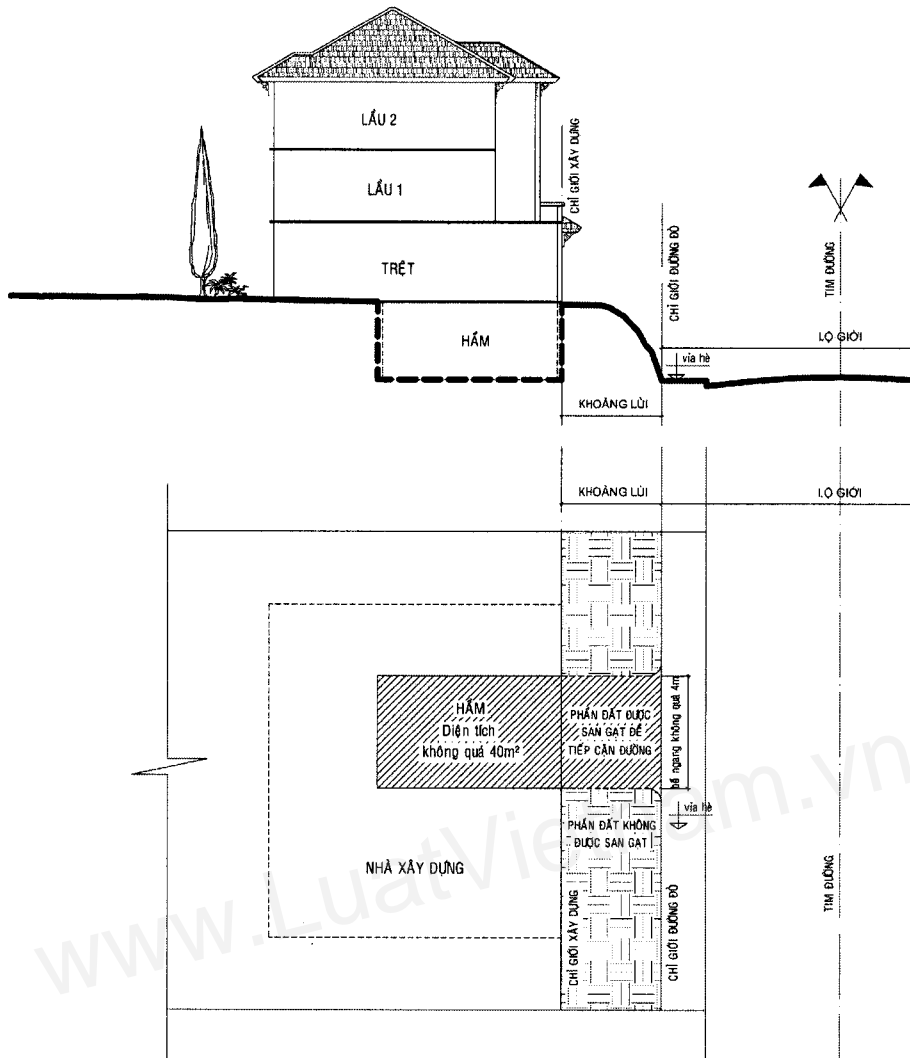 LẦU 2
LẦU 1
TRỆT
HẦM
CHỈ GIỚI XÂY DỰNG
CHỈ GIỚI ĐƯỜNG ĐỎ
TIM ĐƯỜNG
LỘ GIỚI
vỉa hè
KHOẢNG LÙI
KHOẢNG LÙI
LỘ GIỚI
HẦM
Diện tích
không quá 40m²
PHẦN ĐẤT ĐƯỢC
SAN GẠT ĐỂ
TIẾP CẬN ĐƯỜNG
bề ngang không quá 4m
vỉa hè
PHẦN ĐẤT KHÔNG
ĐƯỢC SAN GẠT
NHÀ XÂY DỰNG
CHỈ GIỚI XÂY DỰNG
CHỈ GIỚI ĐƯỜNG ĐỎ
TIM ĐƯỜNG
www.LuatVietnam.vn